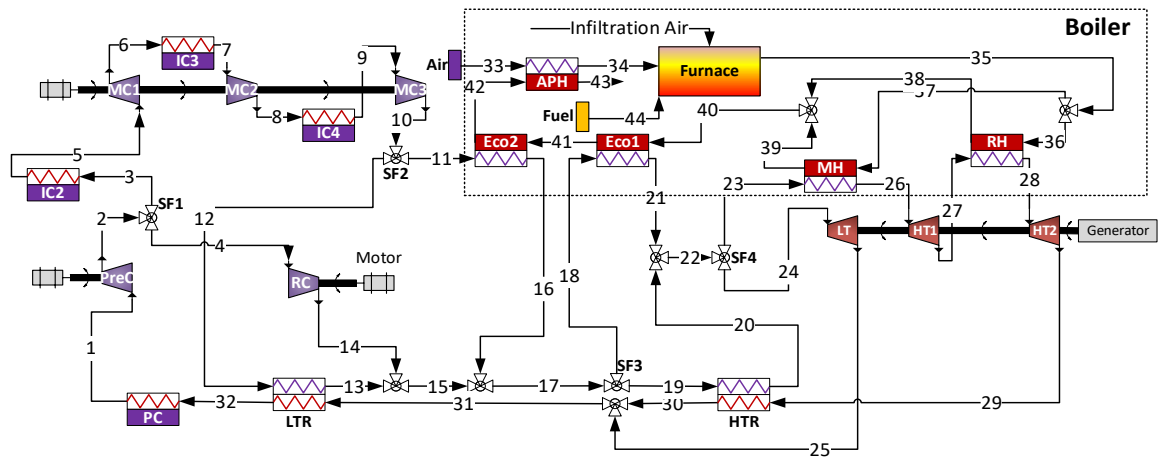 Boiler
Infiltration Air
6
7
9
IC3
Air
33
34
35
Furnace
42
APH
43
38
37
MC1
MC2
MC3
Fuel
44
40
8
IC4
10
5
Eco2
41
Eco1
39
RH
36
SF2
11
MH
3
IC2
23
26
28
SF1
2
12
21
27
4
LT
HT1
HT2
Generator
PreC
RC
Motor
16
18
22
SF4
24
1
14
20
SF3
13
15
17
19
32
31
30
29
PC
LTR
HTR
25